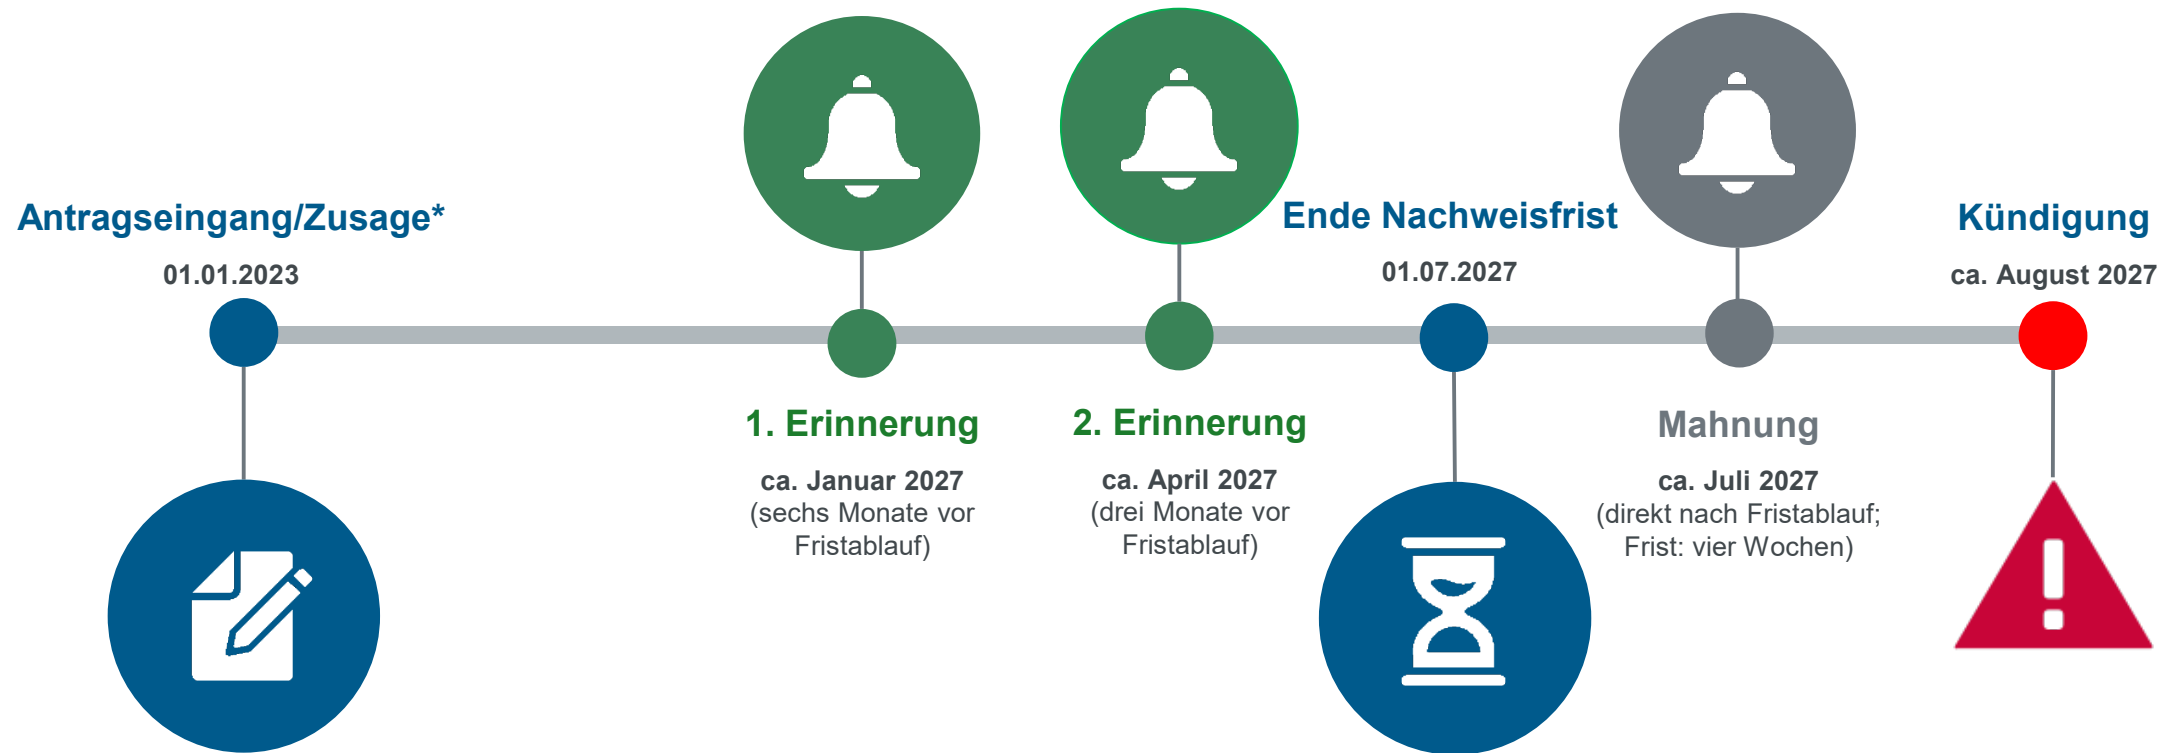 Antragseingang/Zusage*
01.01.2023
1. Erinnerung
ca. Januar 2027
(sechs Monate vor
Fristablauf)
2. Erinnerung
ca. April 2027
(drei Monate vor
Fristablauf)
Ende Nachweisfrist
01.07.2027
Mahnung
ca. Juli 2027
(direkt nach Fristablauf;
Frist: vier Wochen)
Kündigung
ca. August 2027